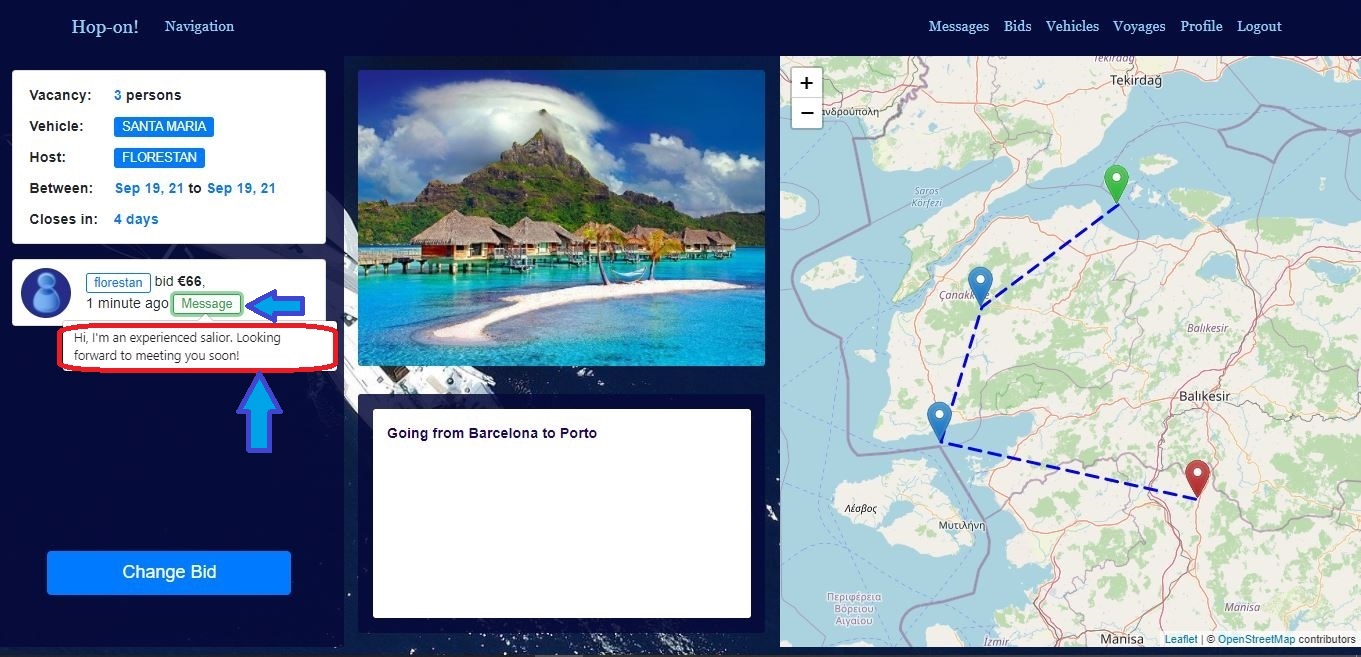 Hop-on! Navigation Messages Bids Vehicles Voyages Profile Logout
Vacancy: 3 persons
Vehicle: SANTA MARIA
Host: FLORESTAN
Between: Sep 19, 21 to Sep 19, 21
Closes in: 4 days
florestan bid €66,
1 minute ago Message
Hi, I'm an experienced salior. Looking
forward to meeting you soon!
Change Bid
Going from Barcelona to Porto
+
−
Tekirdağ
Tekirdağ
Saros
Körfezi
Balıkesir
Balıkesir
Λέσβος
Μυτιλήνη
Περιφέρεια
Βορείου
Αιγαίου
İzmir
Manisa
Manisa
Leaflet | © OpenStreetMap contributors